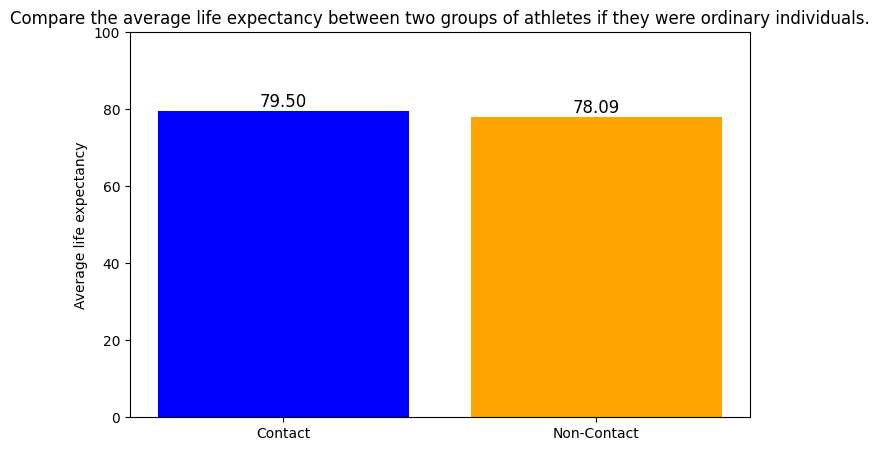 Compare the average life expectancy between two groups of athletes if they were ordinary individuals.
100
80
60
40
20
0
Average life expectancy
79.50
78.09
Contact
Non-Contact